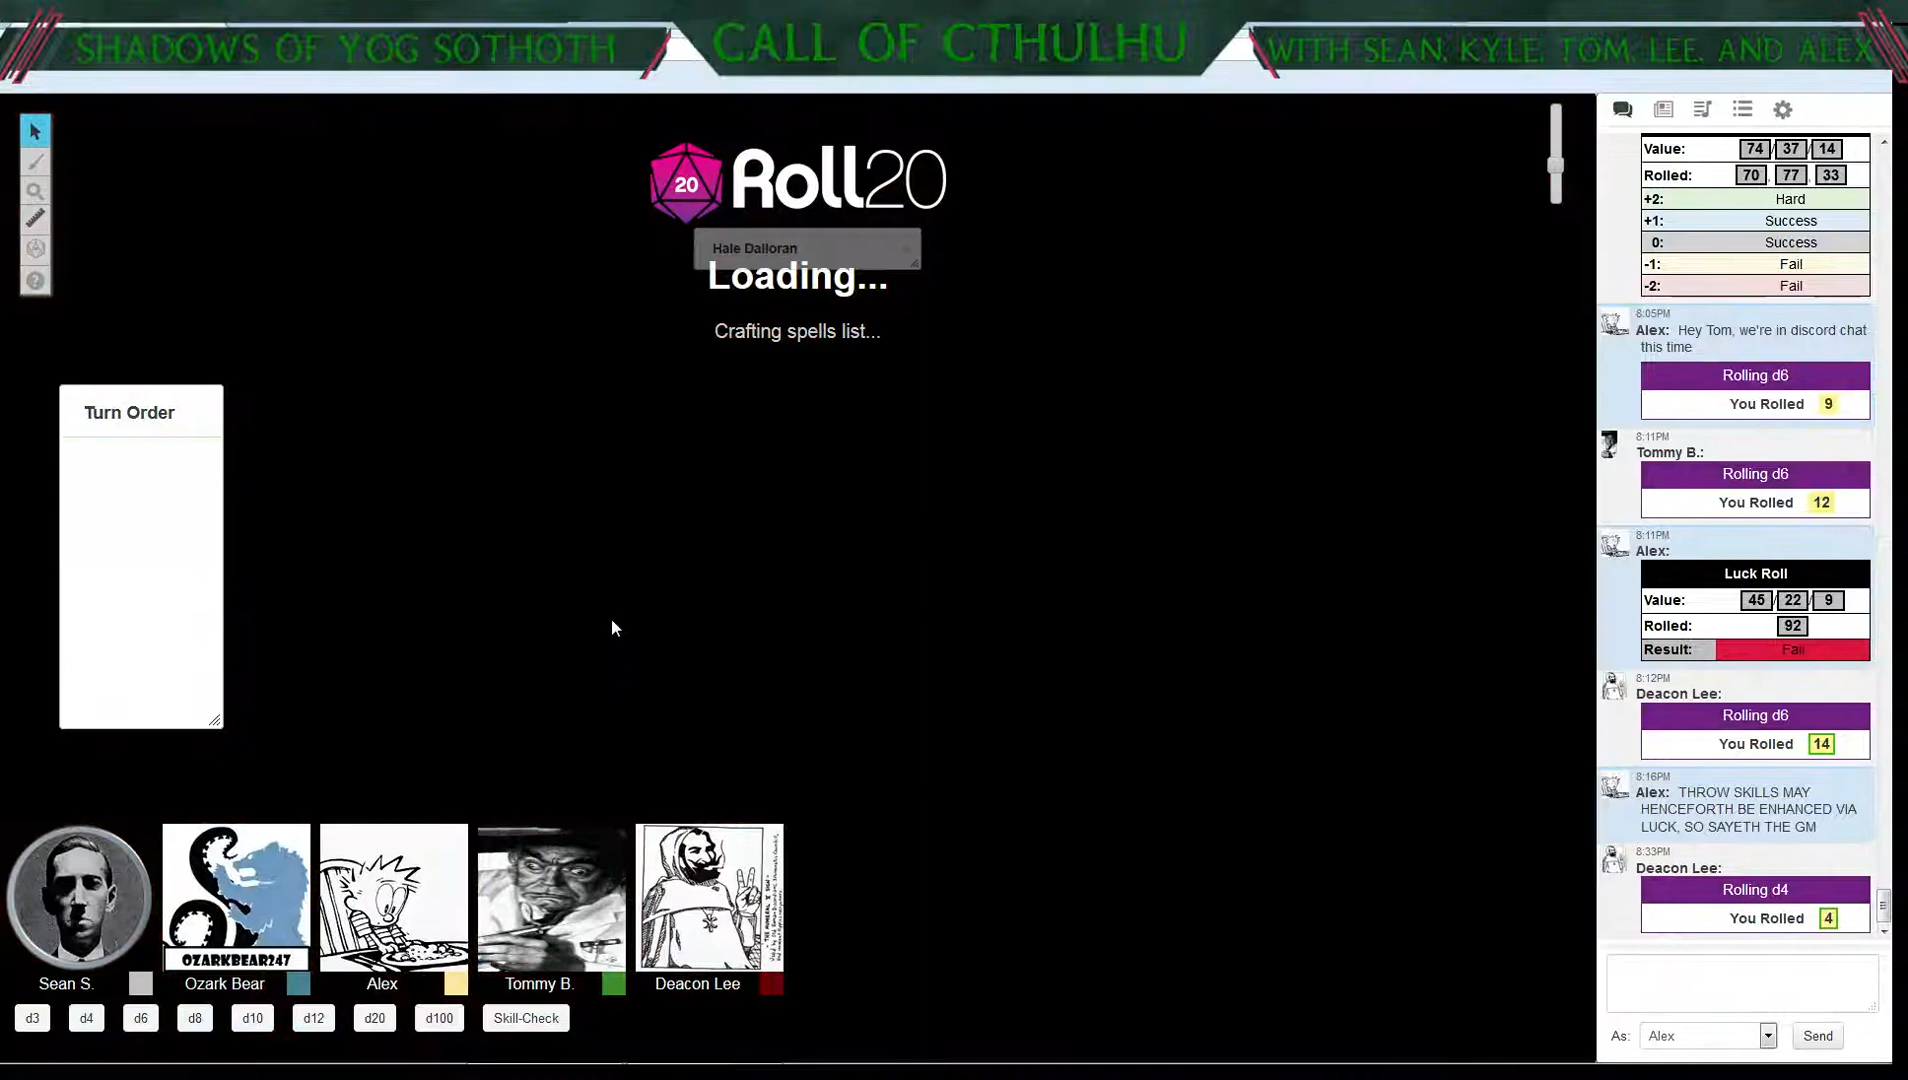 SHADOWS OF YOG SOTHOTH
CALL OF CTHULHU
WITH SEAN, KYLE, TOM, LEE, AND ALEX
20
Roll20
Hale Dalloran
Loading...
Crafting spells list...
Turn Order
OZARKBEAR247
Sean S.
Ozark Bear
Alex
Tommy B.
Deacon Lee
d3
d4
d6
d8
d10
d12
d20
d100
Skill-Check
Value: 74 / 37 / 14
Rolled: 70 , 77 , 33
+2: Hard
+1: Success
0: Success
-1: Fail
-2: Fail
8:05PM
Alex: Hey Tom, we're in discord chat
this time
Rolling d6
You Rolled 9
8:11PM
Tommy B.:
Rolling d6
You Rolled 12
8:11PM
Alex:
Luck Roll
Value: 45 / 22 / 9
Rolled: 92
Result: Fail
8:12PM
Deacon Lee:
Rolling d6
You Rolled 14
8:16PM
Alex: THROW SKILLS MAY
HENCEFORTH BE ENHANCED VIA
LUCK, SO SAYETH THE GM
8:33PM
Deacon Lee:
Rolling d4
You Rolled 4
As: Alex
Send